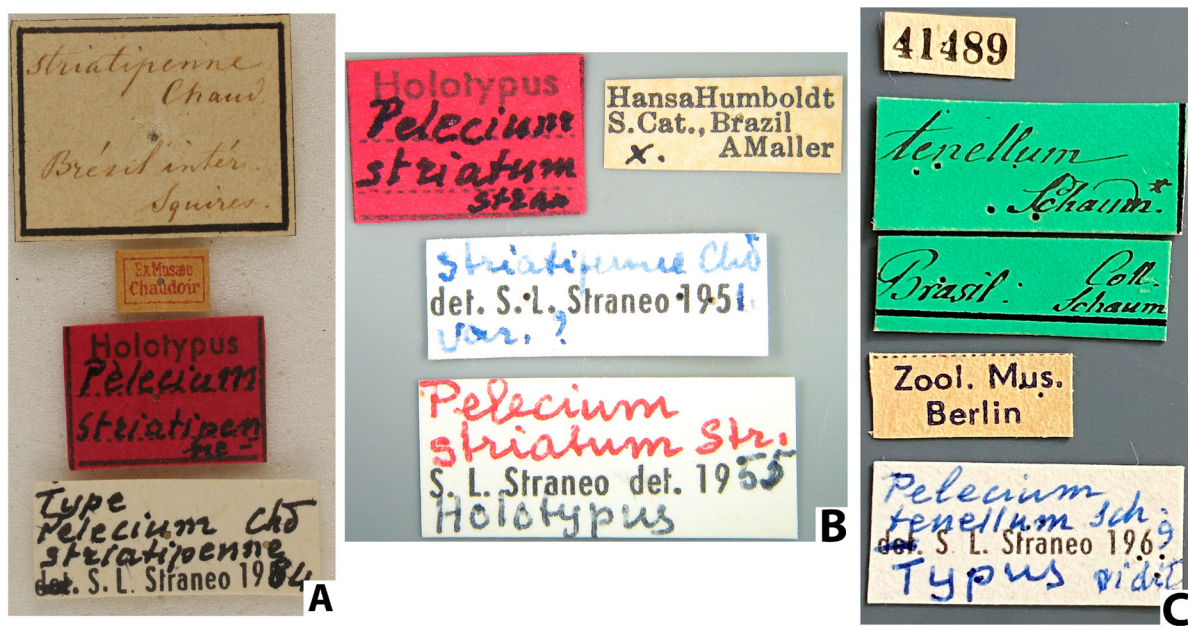 striatipenne
Chaud.
Brésil intér.
Squires.
Ex Musæo
Chaudoir
Holotypus
Pelecium
striatipen
ne -
Type
Pelecium Chd
striatipenne
det. S. L. Straneo 19
A
Holotypus
Pelecium
striatum
Stran
HansaHumboldt
S.Cat., Brazil
x. AMaller
striatipenne Chd
det. S. L. Straneo 1951.
var. ?
Pelecium
striatum Str.
S. L. Straneo det. 1955
Holotypus
B
41489
tenellum
Schaum.*
Brasil: Coll.
Schaum
Zool. Mus.
Berlin
Pelecium
tenellum Sch.
det. S. L. Straneo 196?
Typus vidit
C